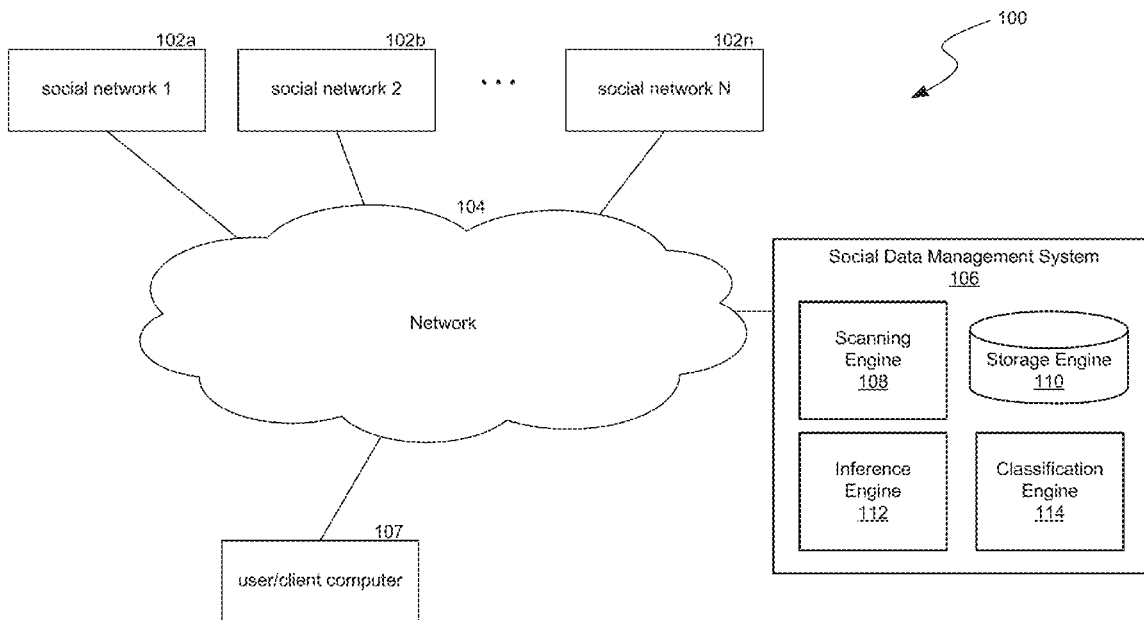 100
102a
102b
102n
social network 1
social network 2
• • •
social network N
104
Network
Social Data Management System
106
Scanning
Engine
108
Storage Engine
110
Inference
Engine
112
Classification
Engine
114
107
user/client computer